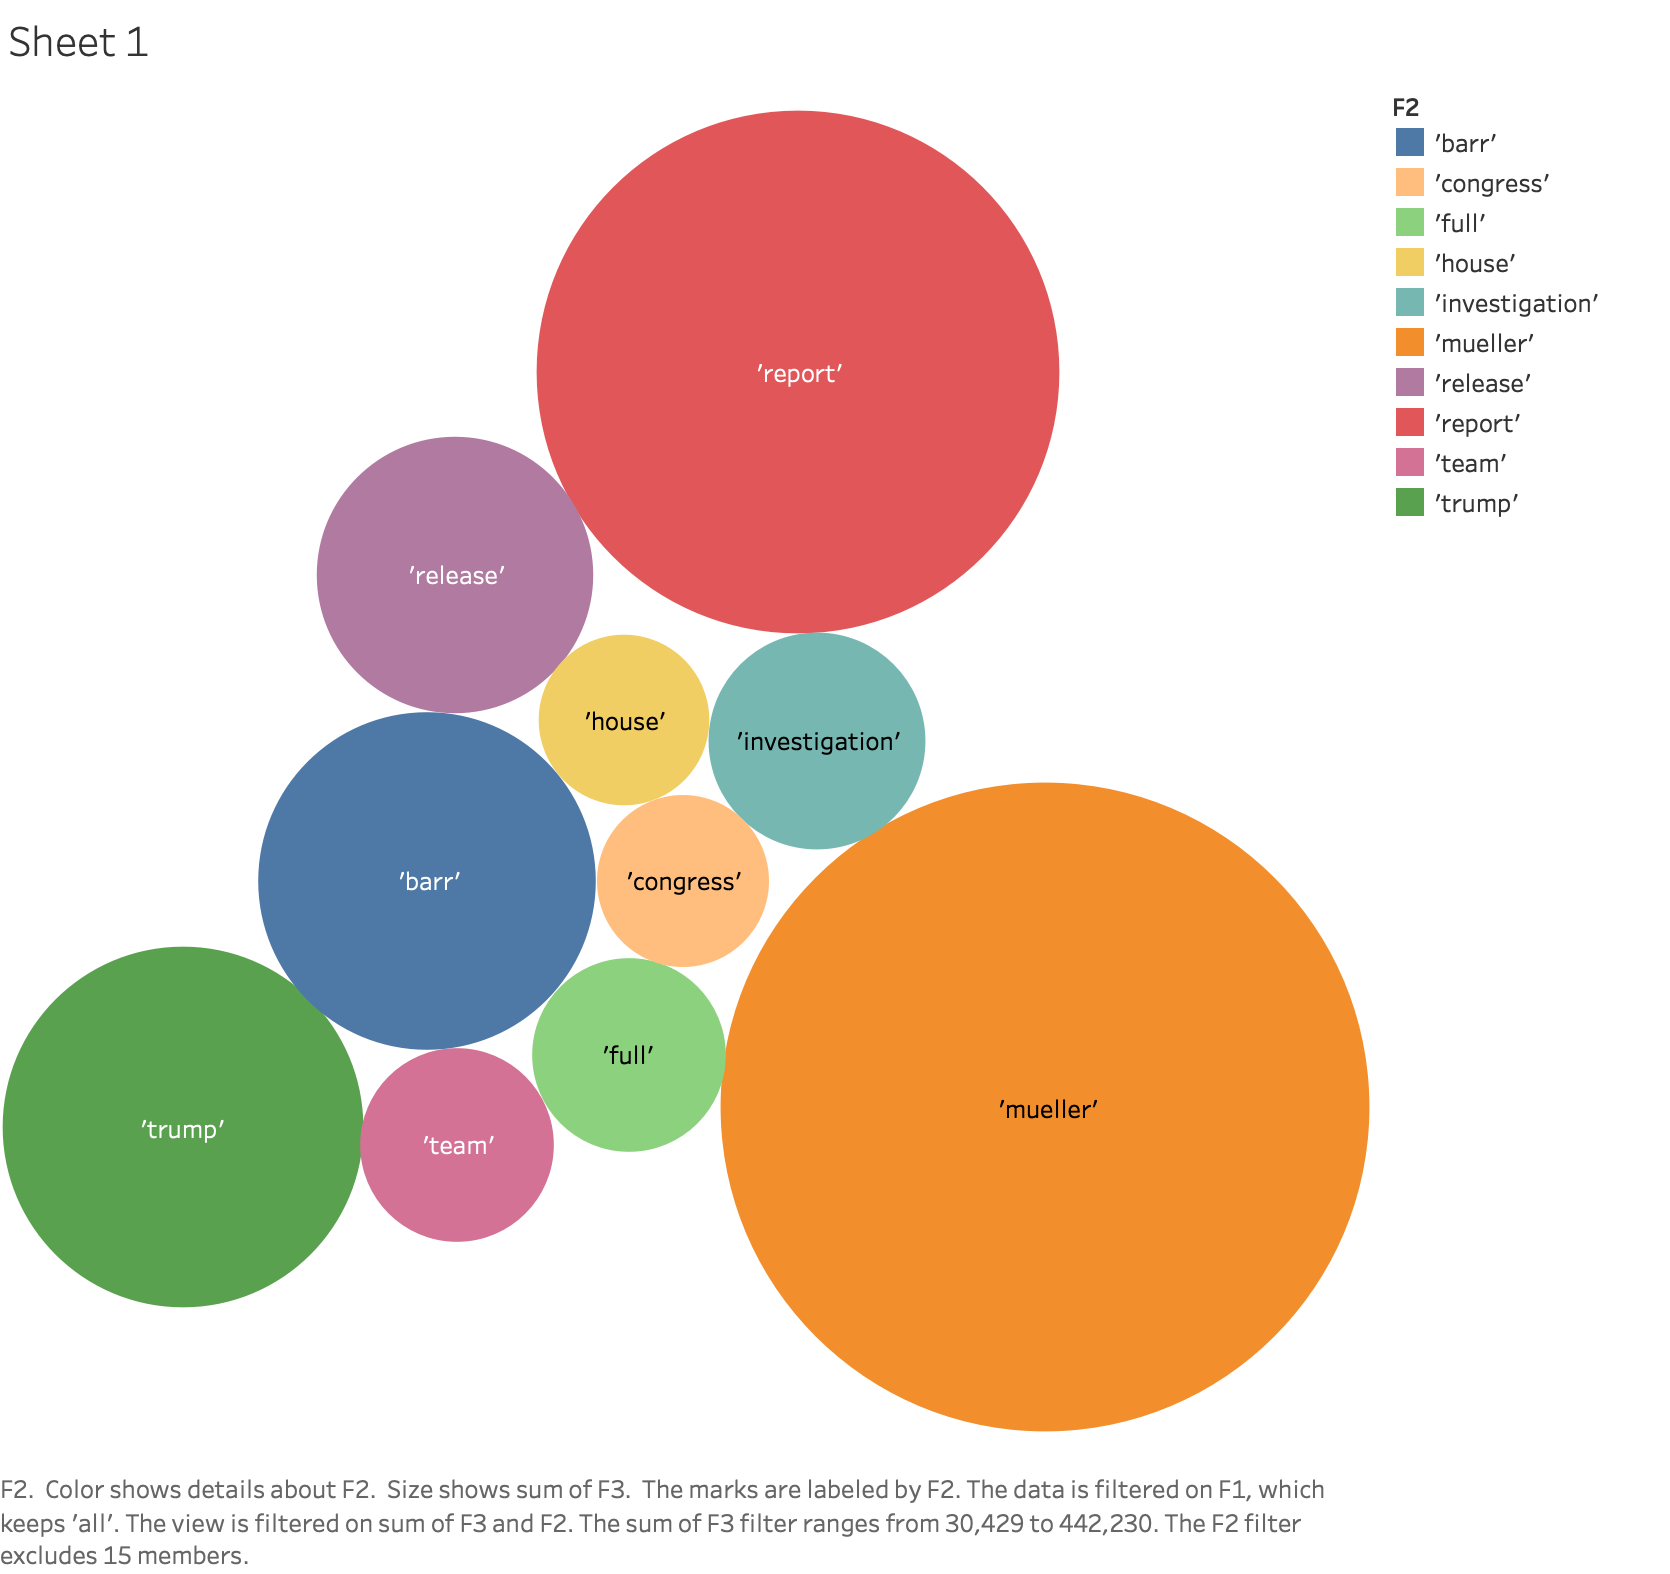 Sheet 1
F2
'barr'
'congress'
'full'
'house'
'investigation'
'mueller'
'release'
'report'
'team'
'trump'
'report'
'release'
'house'
'investigation'
'barr'
'congress'
'full'
'mueller'
'trump'
'team'
F2.  Color shows details about F2.  Size shows sum of F3.  The marks are labeled by F2. The data is filtered on F1, which
keeps 'all'. The view is filtered on sum of F3 and F2. The sum of F3 filter ranges from 30,429 to 442,230. The F2 filter
excludes 15 members.